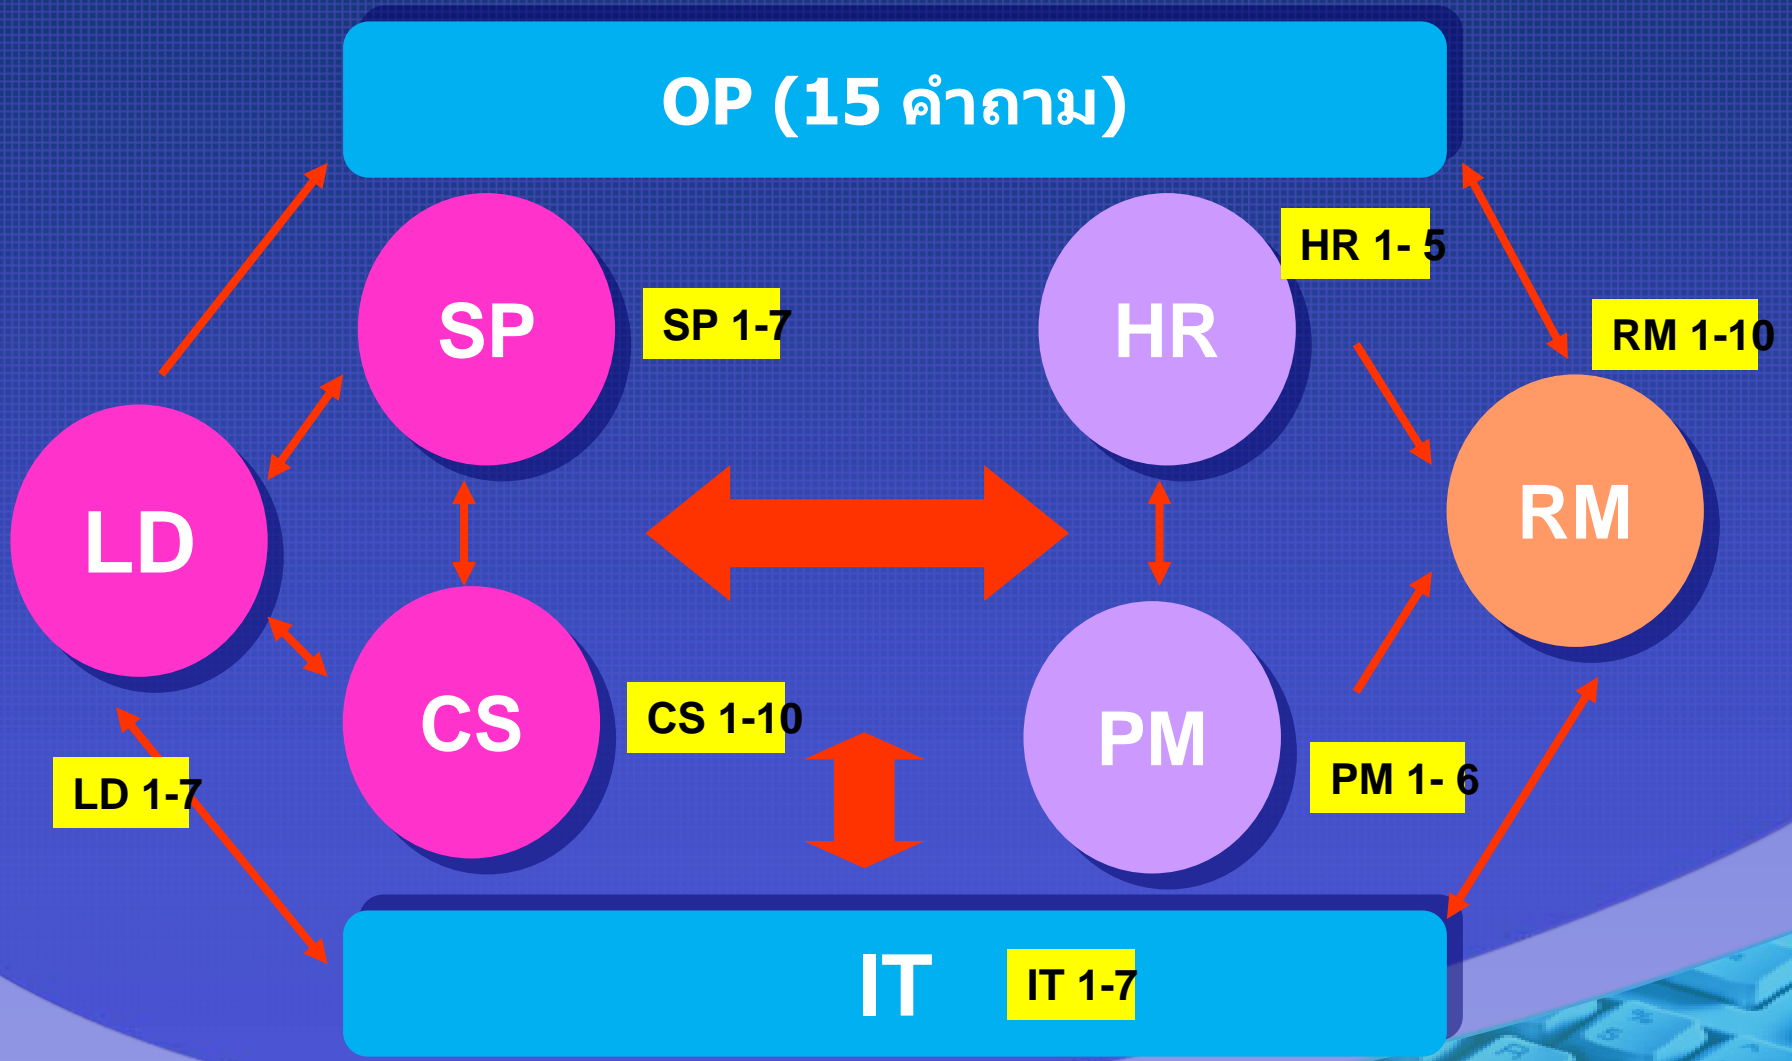 OP (15 คำถาม)
SP
SP 1-7
HR
HR 1- 5
RM 1-10
LD
RM
CS
CS 1-10
PM
PM 1- 6
LD 1-7
IT
IT 1-7